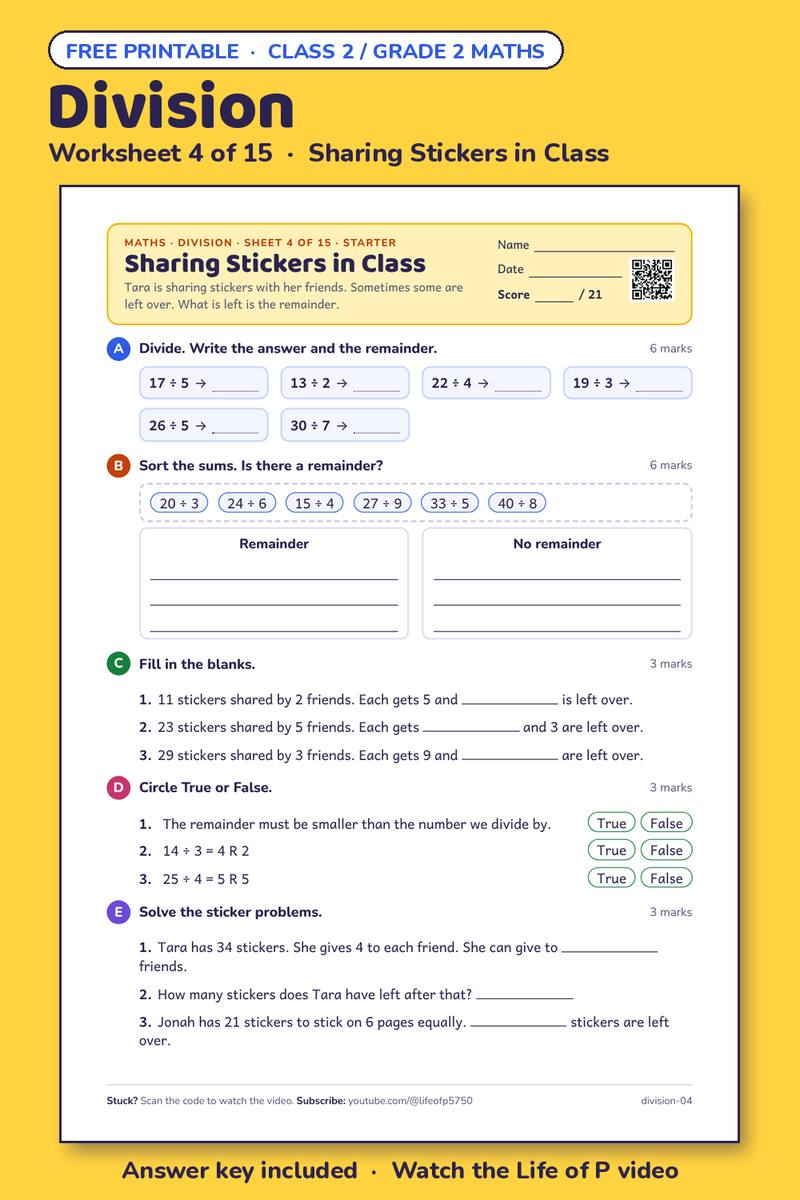 FREE PRINTABLE · CLASS 2 / GRADE 2 MATHS
Division
Worksheet 4 of 15 · Sharing Stickers in Class
MATHS · DIVISION · SHEET 4 OF 15 · STARTER
Sharing Stickers in Class
Tara is sharing stickers with her friends. Sometimes some are
left over. What is left is the remainder.
Name ____________
Date ____________
Score _____ / 21
A Divide. Write the answer and the remainder. 6 marks
17 ÷ 5 → ........ 13 ÷ 2 → ........ 22 ÷ 4 → ........ 19 ÷ 3 → ........
26 ÷ 5 → ........ 30 ÷ 7 → ........
B Sort the sums. Is there a remainder? 6 marks
20 ÷ 3 24 ÷ 6 15 ÷ 4 27 ÷ 9 33 ÷ 5 40 ÷ 8
Remainder No remainder
C Fill in the blanks. 3 marks
1. 11 stickers shared by 2 friends. Each gets 5 and ____________ is left over.
2. 23 stickers shared by 5 friends. Each gets ____________ and 3 are left over.
3. 29 stickers shared by 3 friends. Each gets 9 and ____________ are left over.
D Circle True or False. 3 marks
1. The remainder must be smaller than the number we divide by. True False
2. 14 ÷ 3 = 4 R 2 True False
3. 25 ÷ 4 = 5 R 5 True False
E Solve the sticker problems. 3 marks
1. Tara has 34 stickers. She gives 4 to each friend. She can give to ____________
friends.
2. How many stickers does Tara have left after that? ____________
3. Jonah has 21 stickers to stick on 6 pages equally. ____________ stickers are left
over.
Stuck? Scan the code to watch the video. Subscribe: youtube.com/@lifeofp5750 division-04
Answer key included · Watch the Life of P video